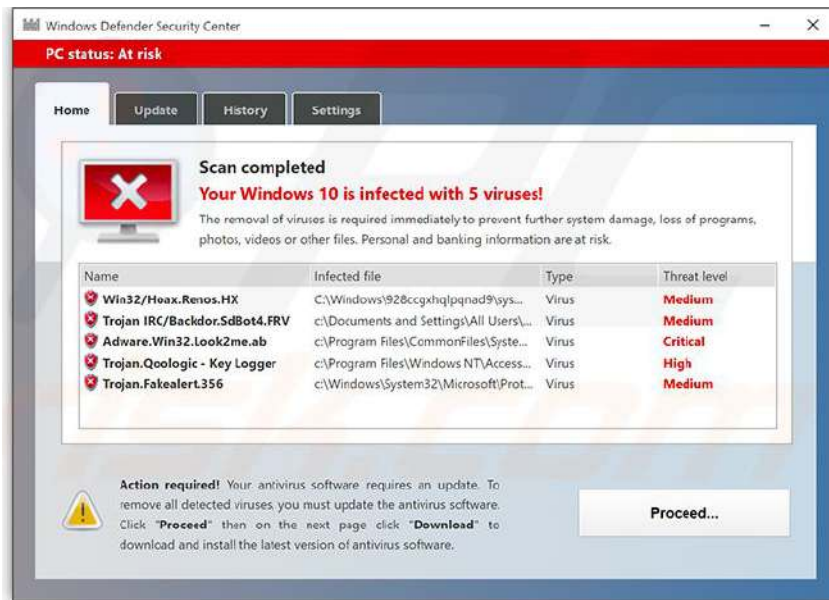 Windows Defender Security Center
PC status: At risk
Home Update History Settings
Scan completed
Your Windows 10 is infected with 5 viruses!
The removal of viruses is required immediately to prevent further system damage, loss of programs,
photos, videos or other files. Personal and banking information are at risk.
Name Infected file Type Threat level
Win32/Hoax.Renos.HX C:\Windows\928ccgxhqlpqnad9\sys... Virus Medium
Trojan IRC/Backdor.SdBot4.FRV c:\Documents and Settings\All Users\... Virus Medium
Adware.Win32.Look2me.ab c:\Program Files\CommonFiles\Syste... Virus Critical
Trojan.Qoologic - Key Logger c:\Program Files\Windows NT\Access... Virus High
Trojan.Fakealert.356 c:\Windows\System32\Microsoft\Prot... Virus Medium
Action required! Your antivirus software requires an update. To
remove all detected viruses, you must update the antivirus software.
Click "Proceed" then on the next page click "Download" to
download and install the latest version of antivirus software.
Proceed...